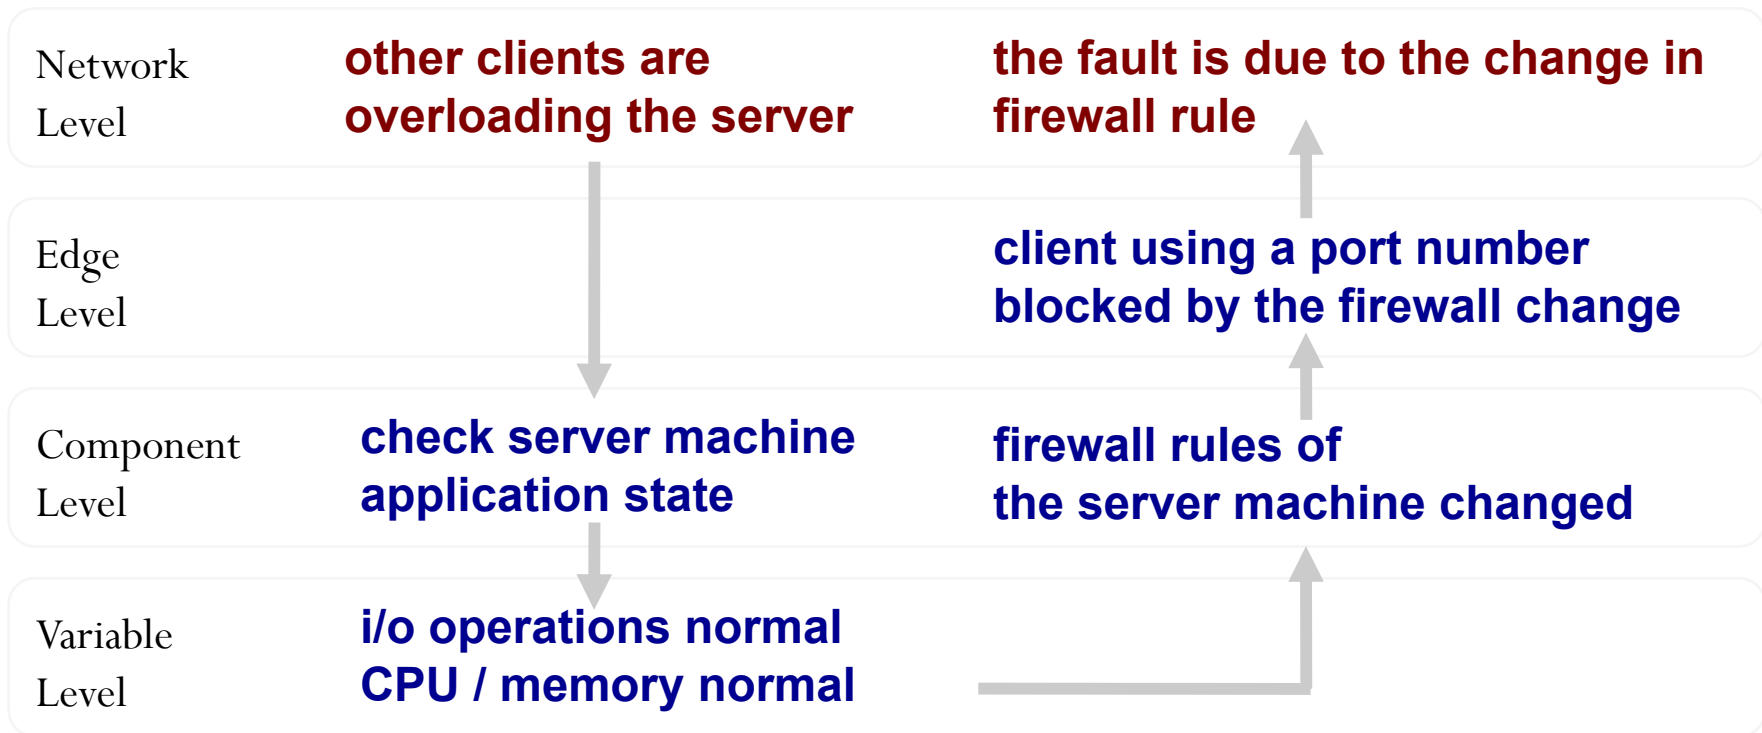 Network
Level
other clients are
overloading the server
the fault is due to the change in
firewall rule
Edge
Level
client using a port number
blocked by the firewall change
Component
Level
check server machine
application state
firewall rules of
the server machine changed
Variable
Level
i/o operations normal
CPU / memory normal